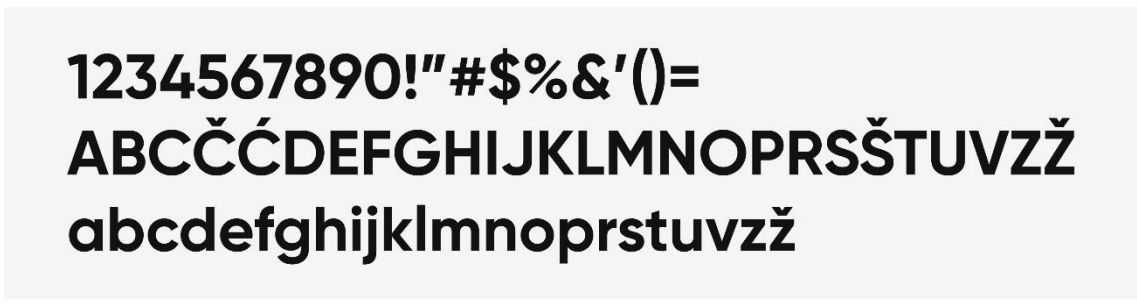 1234567890!″#$%&′()=
ABCČĆDEFGHIJKLMNOPRSŠTUVZŽ
abcdefghijklmnoprstuvzž